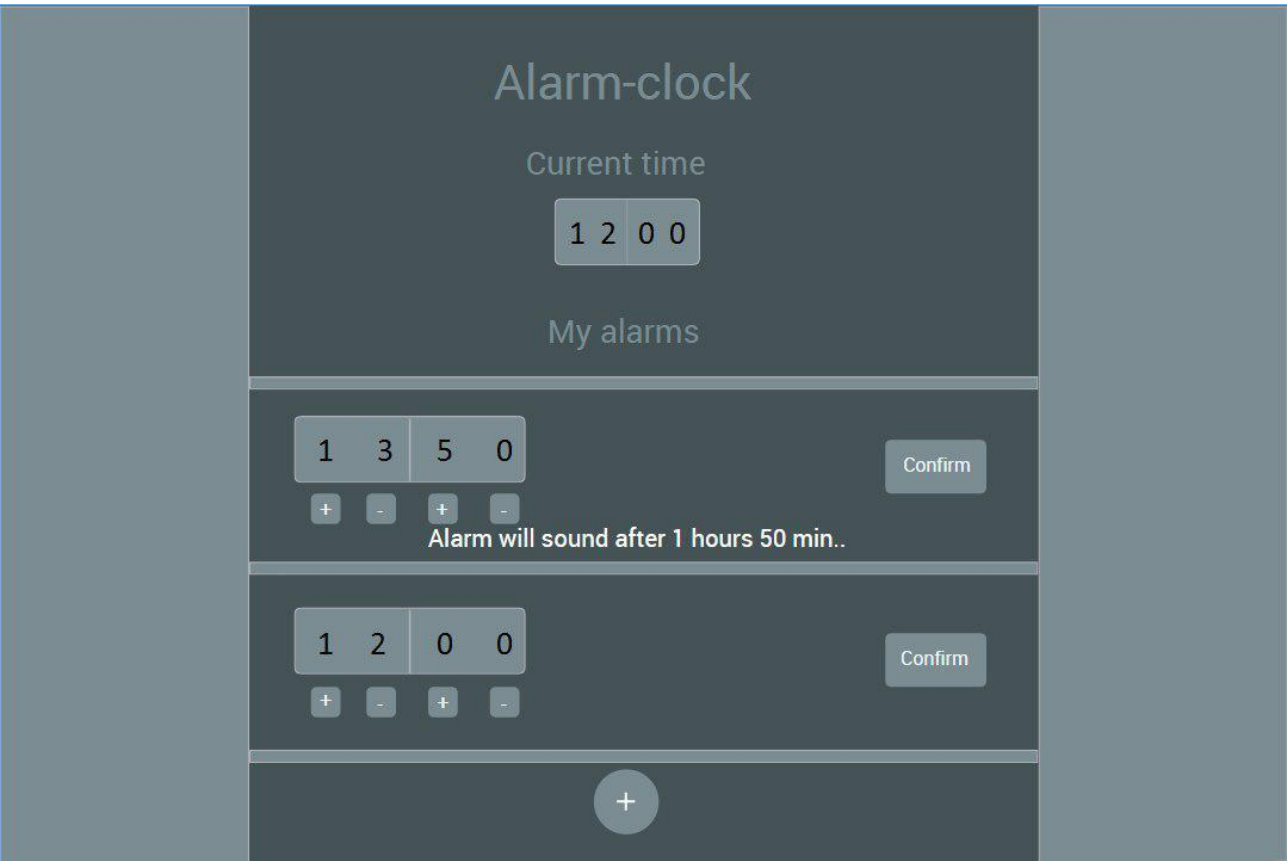 Alarm-clock
Current time
1 2 0 0
My alarms
1 3 5 0
Confirm
+ - + -
Alarm will sound after 1 hours 50 min..
1 2 0 0
Confirm
+ - + -
+